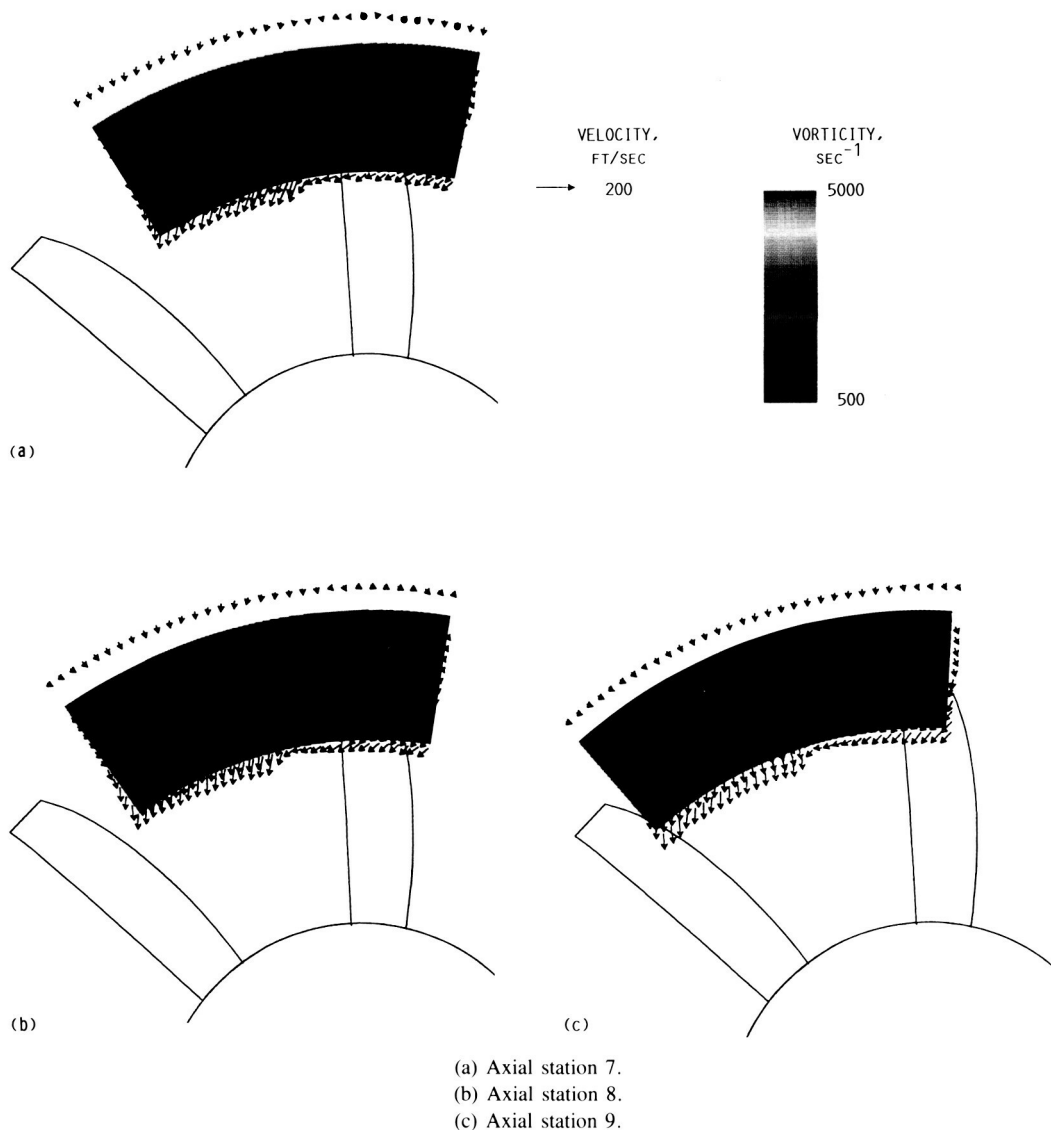 VELOCITY,
FT/SEC
200
VORTICITY,
SEC⁻¹
5000
500
(a)
(b)
(c)
(a) Axial station 7.
(b) Axial station 8.
(c) Axial station 9.